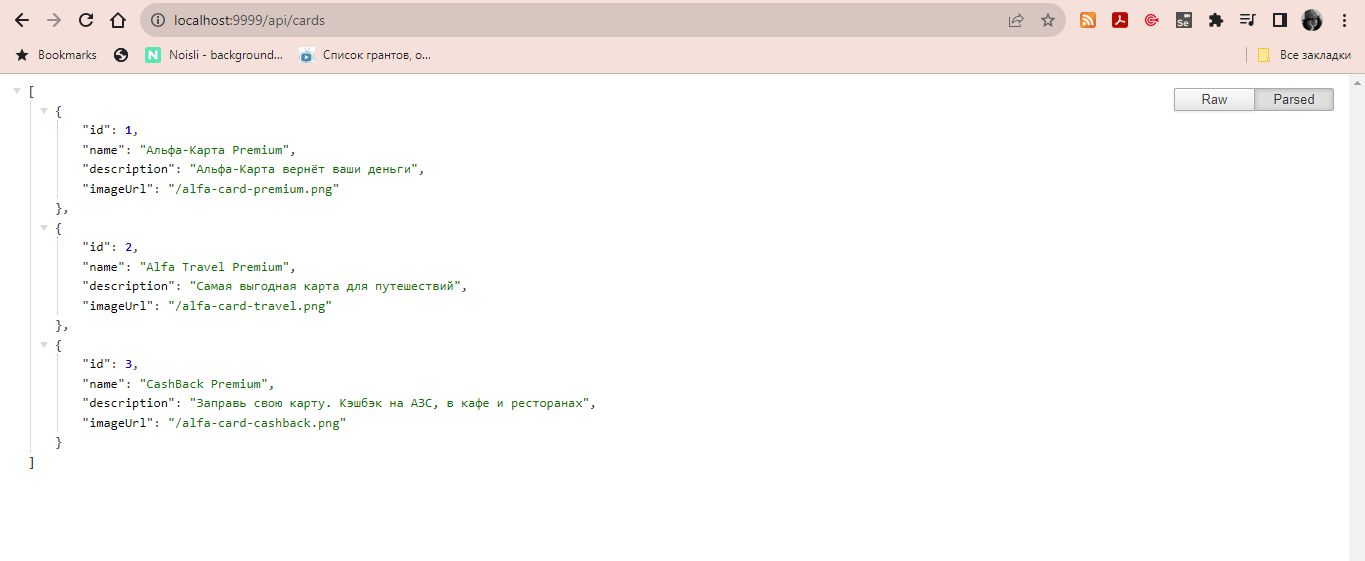 localhost:9999/api/cards
Bookmarks Noisli - background... Список грантов, о... Все закладки
Raw Parsed
[
{
"id": 1,
"name": "Альфа-Карта Premium",
"description": "Альфа-Карта вернёт ваши деньги",
"imageUrl": "/alfa-card-premium.png"
},
{
"id": 2,
"name": "Alfa Travel Premium",
"description": "Самая выгодная карта для путешествий",
"imageUrl": "/alfa-card-travel.png"
},
{
"id": 3,
"name": "CashBack Premium",
"description": "Заправь свою карту. Кэшбэк на АЗС, в кафе и ресторанах",
"imageUrl": "/alfa-card-cashback.png"
}
]